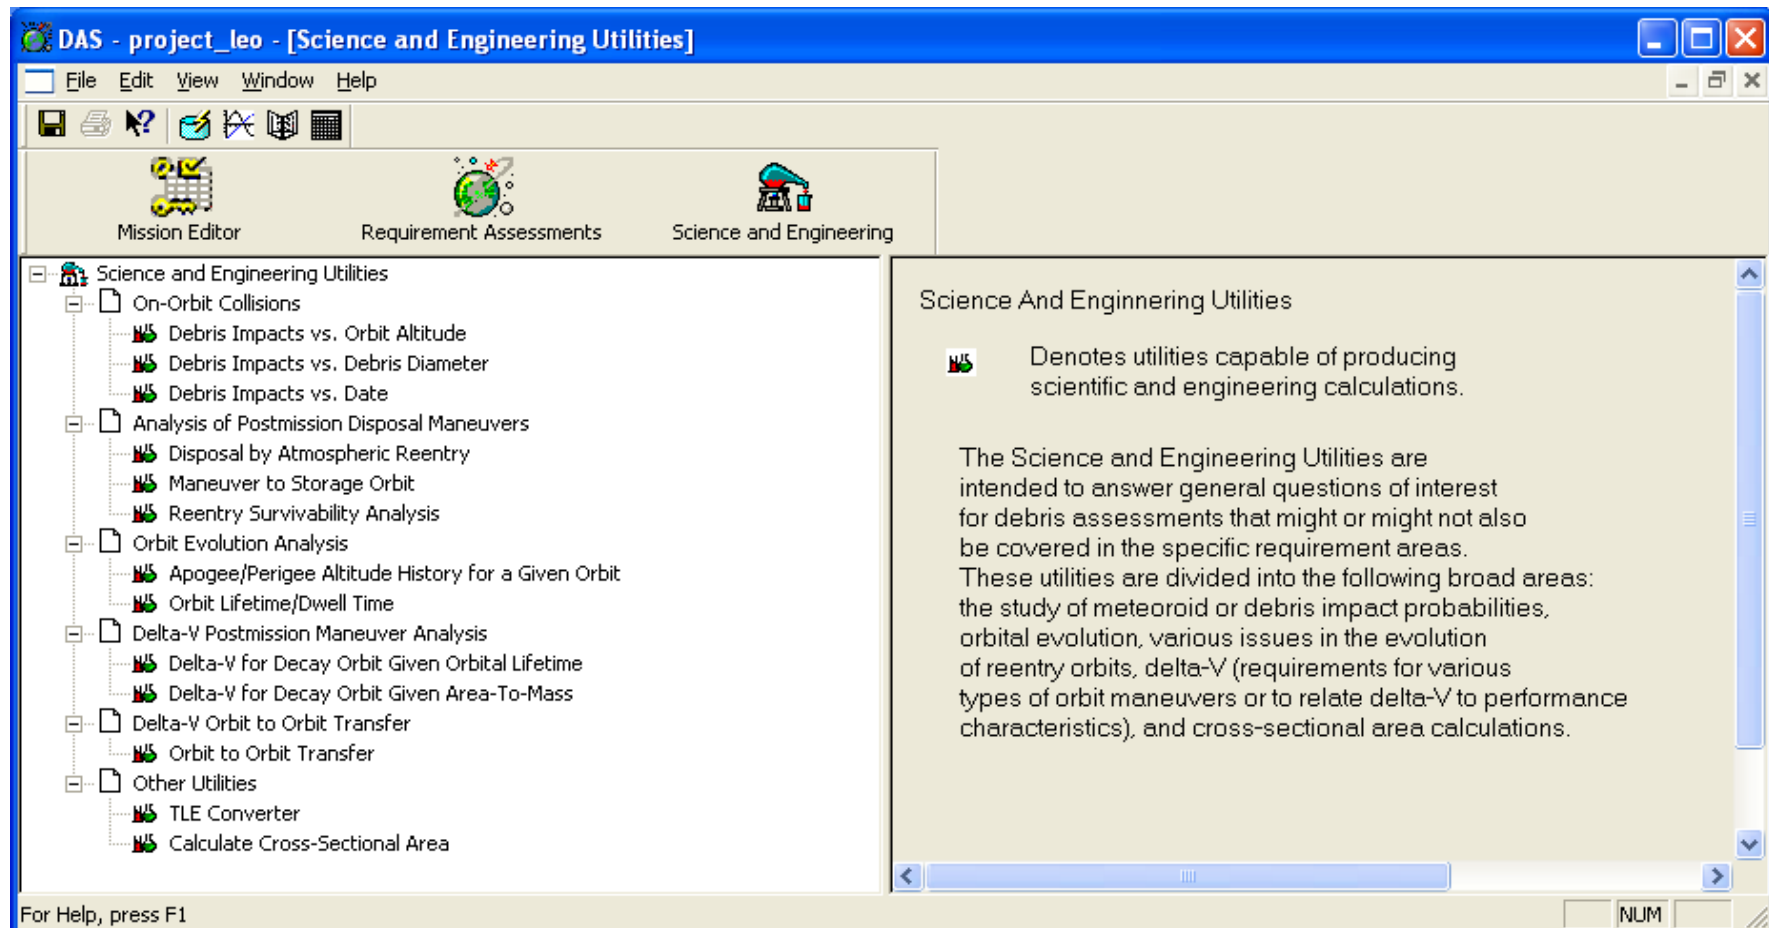 DAS - project_leo - [Science and Engineering Utilities]
File Edit View Window Help
Mission Editor Requirement Assessments Science and Engineering
Science and Engineering Utilities
On-Orbit Collisions
Debris Impacts vs. Orbit Altitude
Debris Impacts vs. Debris Diameter
Debris Impacts vs. Date
Analysis of Postmission Disposal Maneuvers
Disposal by Atmospheric Reentry
Maneuver to Storage Orbit
Reentry Survivability Analysis
Orbit Evolution Analysis
Apogee/Perigee Altitude History for a Given Orbit
Orbit Lifetime/Dwell Time
Delta-V Postmission Maneuver Analysis
Delta-V for Decay Orbit Given Orbital Lifetime
Delta-V for Decay Orbit Given Area-To-Mass
Delta-V Orbit to Orbit Transfer
Orbit to Orbit Transfer
Other Utilities
TLE Converter
Calculate Cross-Sectional Area
Science And Enginnering Utilities
Denotes utilities capable of producing
scientific and engineering calculations.
The Science and Engineering Utilities are
intended to answer general questions of interest
for debris assessments that might or might not also
be covered in the specific requirement areas.
These utilities are divided into the following broad areas:
the study of meteoroid or debris impact probabilities,
orbital evolution, various issues in the evolution
of reentry orbits, delta-V (requirements for various
types of orbit maneuvers or to relate delta-V to performance
characteristics), and cross-sectional area calculations.
For Help, press F1
NUM